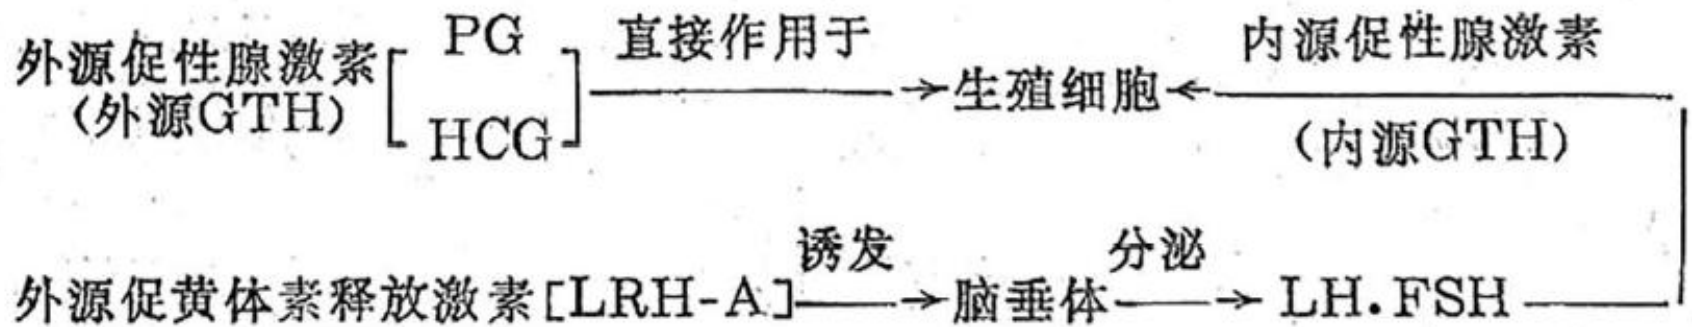 PG 直接作用于 内源促性腺激素
外源促性腺激素[ ]→生殖细胞←
(外源GTH) HCG (内源GTH)
诱发 分泌
外源促黄体素释放激素[LRH-A]→脑垂体→LH.FSH